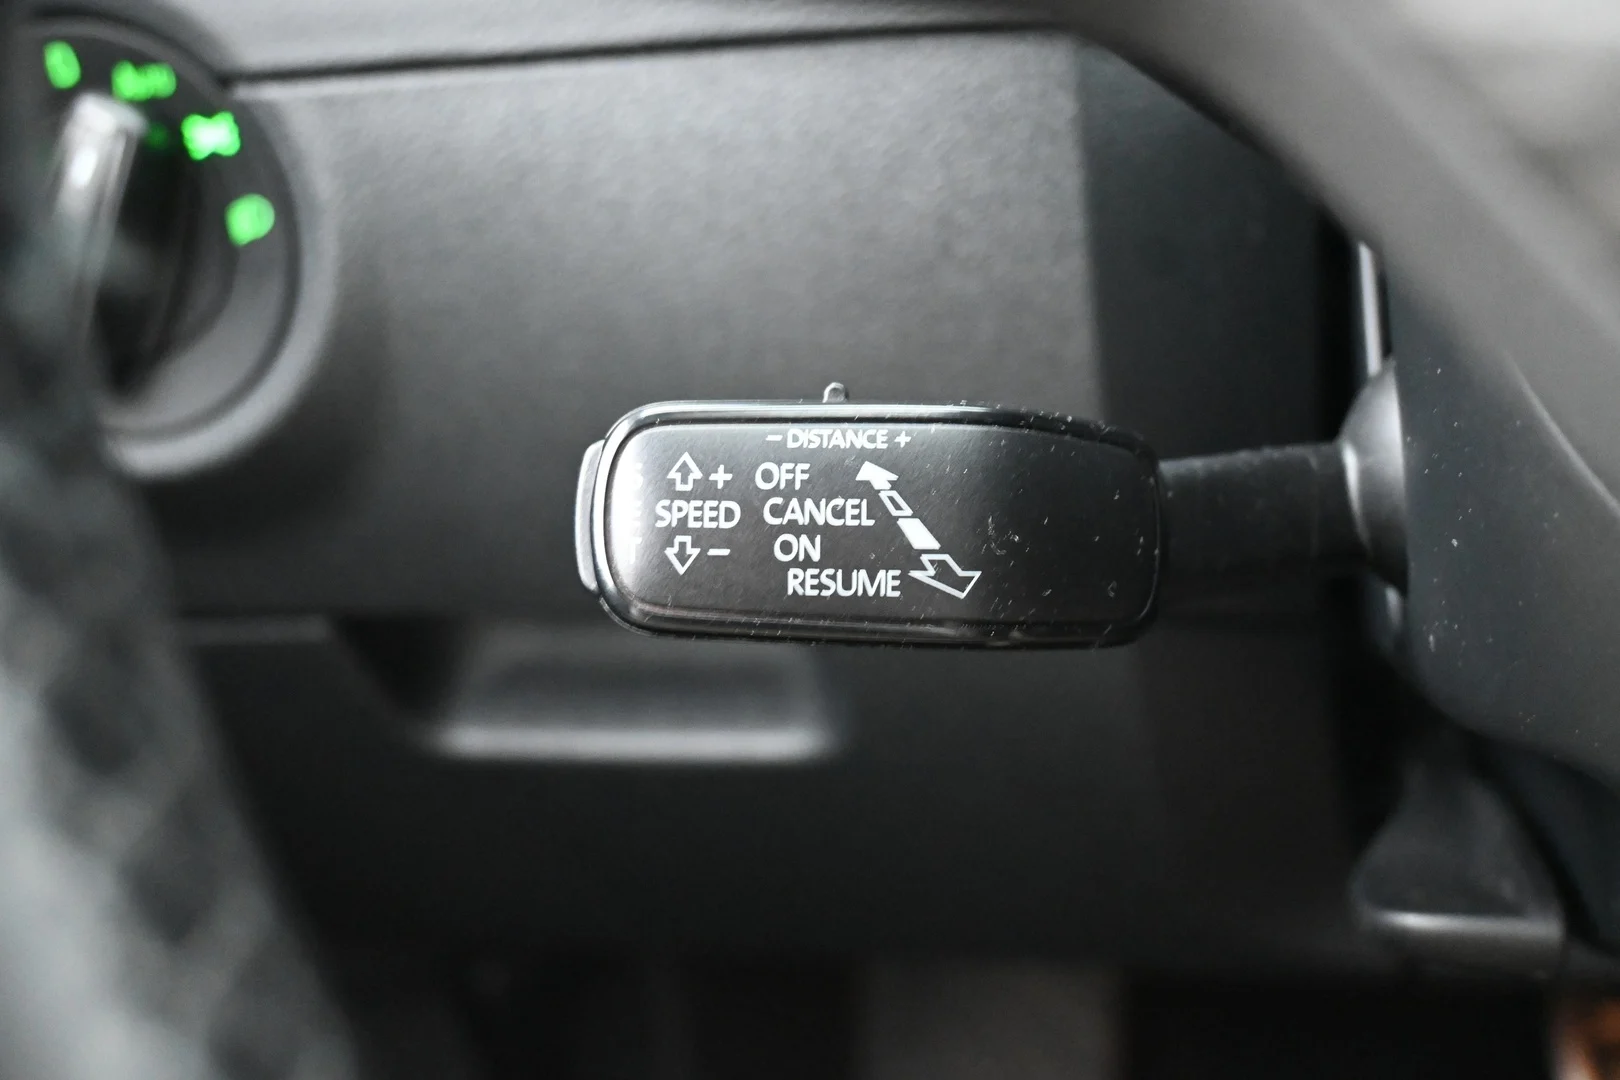 - DISTANCE +
+ OFF
SPEED CANCEL
- ON
RESUME